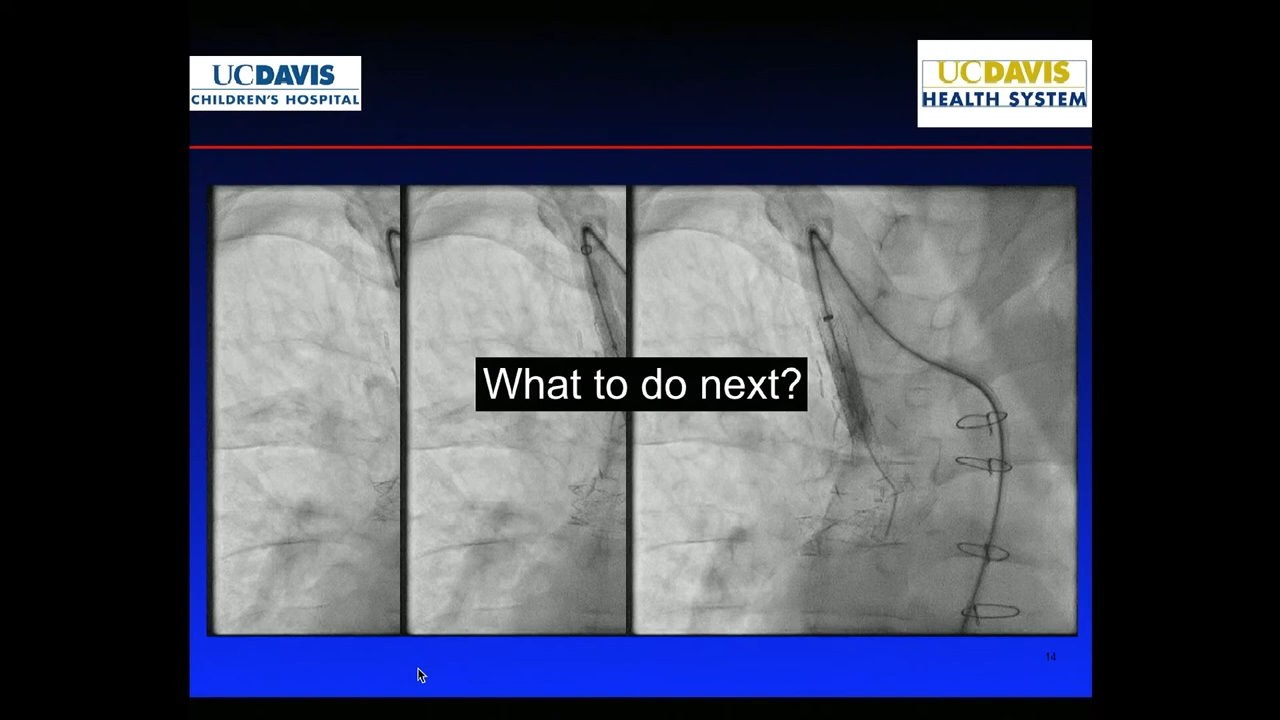 UCDAVIS
CHILDREN'S HOSPITAL
UCDAVIS
HEALTH SYSTEM
What to do next?
14